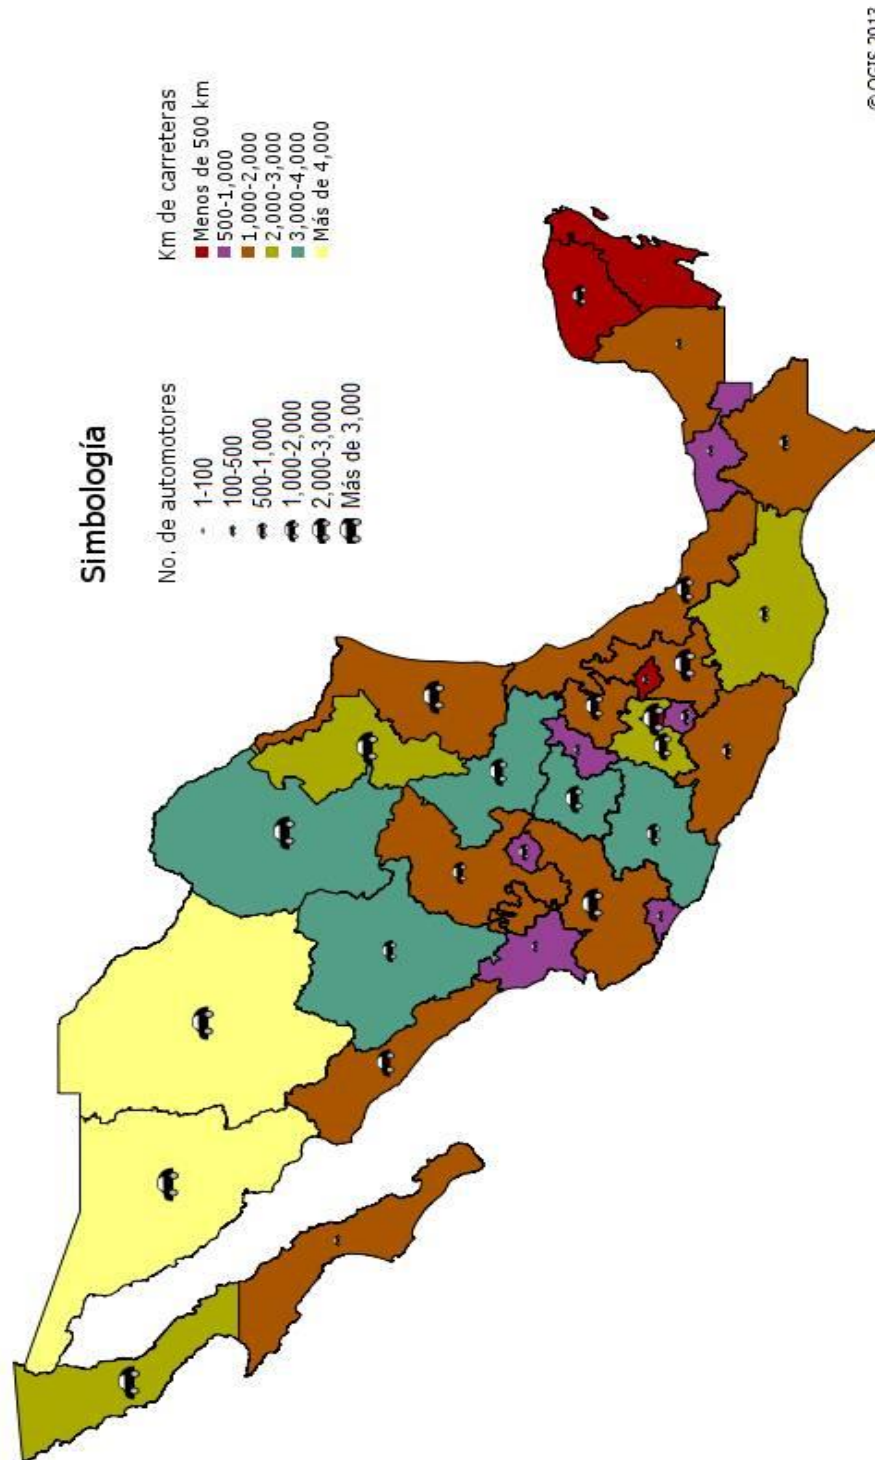 Simbología
No. de automotores
1-100
100-500
500-1,000
1,000-2,000
2,000-3,000
Más de 3,000
Km de carreteras
Menos de 500 km
500-1,000
1,000-2,000
2,000-3,000
3,000-4,000
Más de 4,000
© QGIS 2013